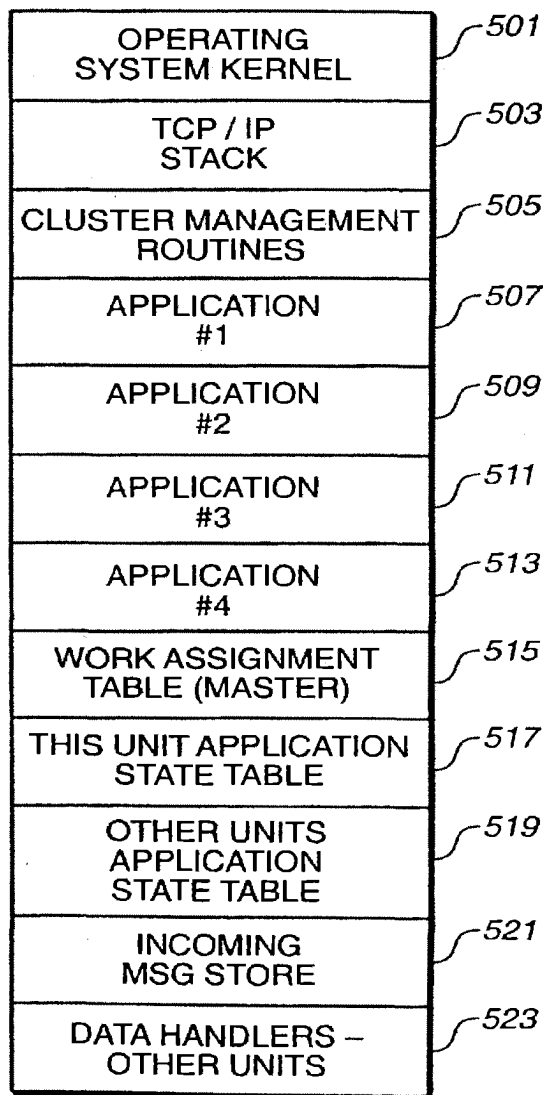 OPERATING
SYSTEM KERNEL
501
TCP / IP
STACK
503
CLUSTER MANAGEMENT
ROUTINES
505
APPLICATION
#1
507
APPLICATION
#2
509
APPLICATION
#3
511
APPLICATION
#4
513
WORK ASSIGNMENT
TABLE (MASTER)
515
THIS UNIT APPLICATION
STATE TABLE
517
OTHER UNITS
APPLICATION
STATE TABLE
519
INCOMING
MSG STORE
521
DATA HANDLERS –
OTHER UNITS
523